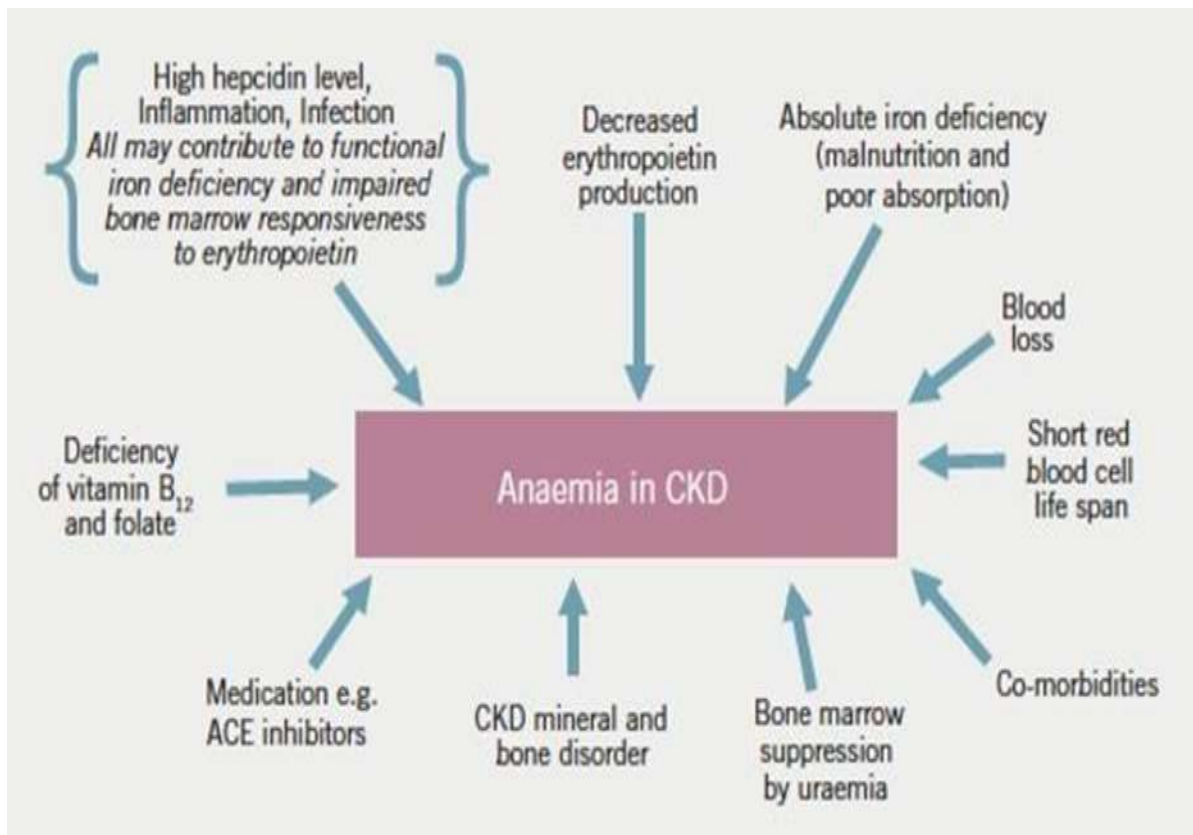 High hepcidin level,
Inflammation, Infection
All may contribute to functional
iron deficiency and impaired
bone marrow responsiveness
to erythropoietin
Decreased
erythropoietin
production
Absolute iron deficiency
(malnutrition and
poor absorption)
Blood
loss
Deficiency
of vitamin B12
and folate
Anaemia in CKD
Short red
blood cell
life span
Medication e.g.
ACE inhibitors
CKD mineral and
bone disorder
Bone marrow
suppression
by uraemia
Co-morbidities